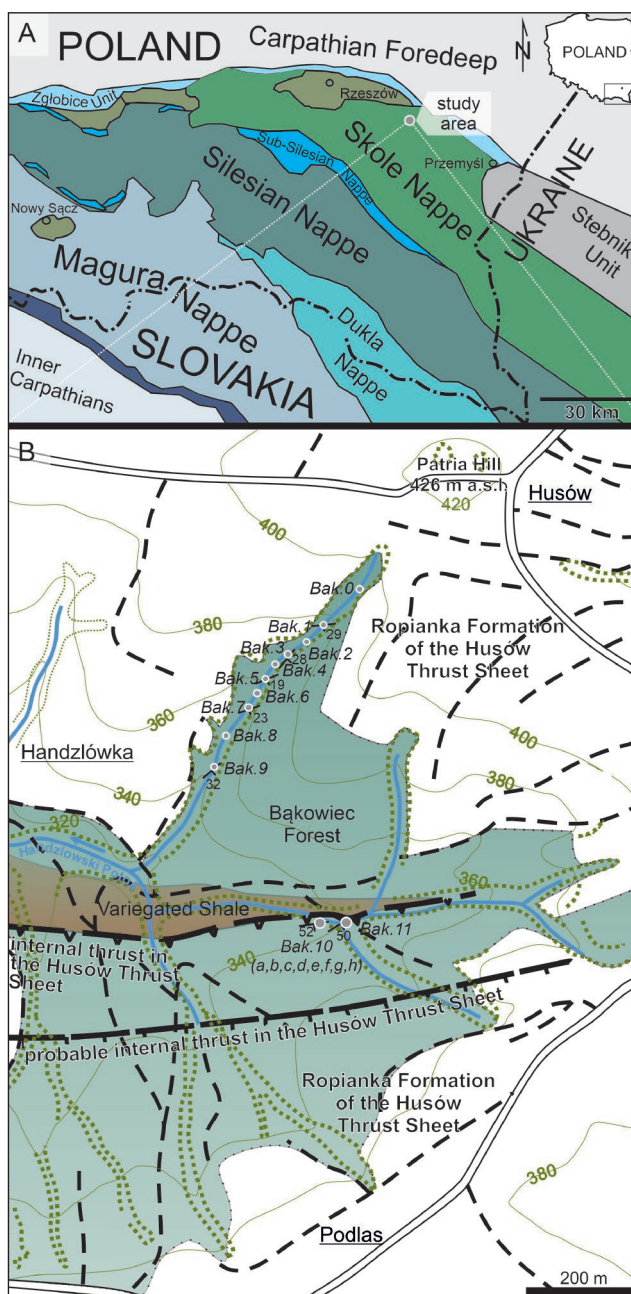 A
POLAND
Carpathian Foredeep
N
POLAND
Zgłobice Unit
Rzeszów
study
area
Sub-Silesian
Nappe
Skole Nappe
Przemyśl
UKRAINE
Silesian Nappe
Stebnik
Unit
Nowy Sącz
Magura
Nappe
SLOVAKIA
Dukla
Nappe
Inner
Carpathians
30 km
B
Patria Hill
426 m a.s.l.
420
Husów
400
Bak.0
380
Bak.1
29
Bak.2
Ropianka Formation
of the Husów
Thrust Sheet
Bak.3
28
Bak.4
Bak.5
19
Bak.6
360
Bak.7
23
Bak.8
400
Handzlówka
Bak.9
32
340
380
Bąkowiec
Forest
320
Handzlowski
360
Variegated Shale
52
50
Bak.11
Bak.10
(a,b,c,d,e,f,g,h)
340
internal thrust in
the Husów Thrust
Sheet
probable internal thrust in the Husów Thrust Sheet
Ropianka Formation
of the Husów
Thrust Sheet
380
Podlas
200 m